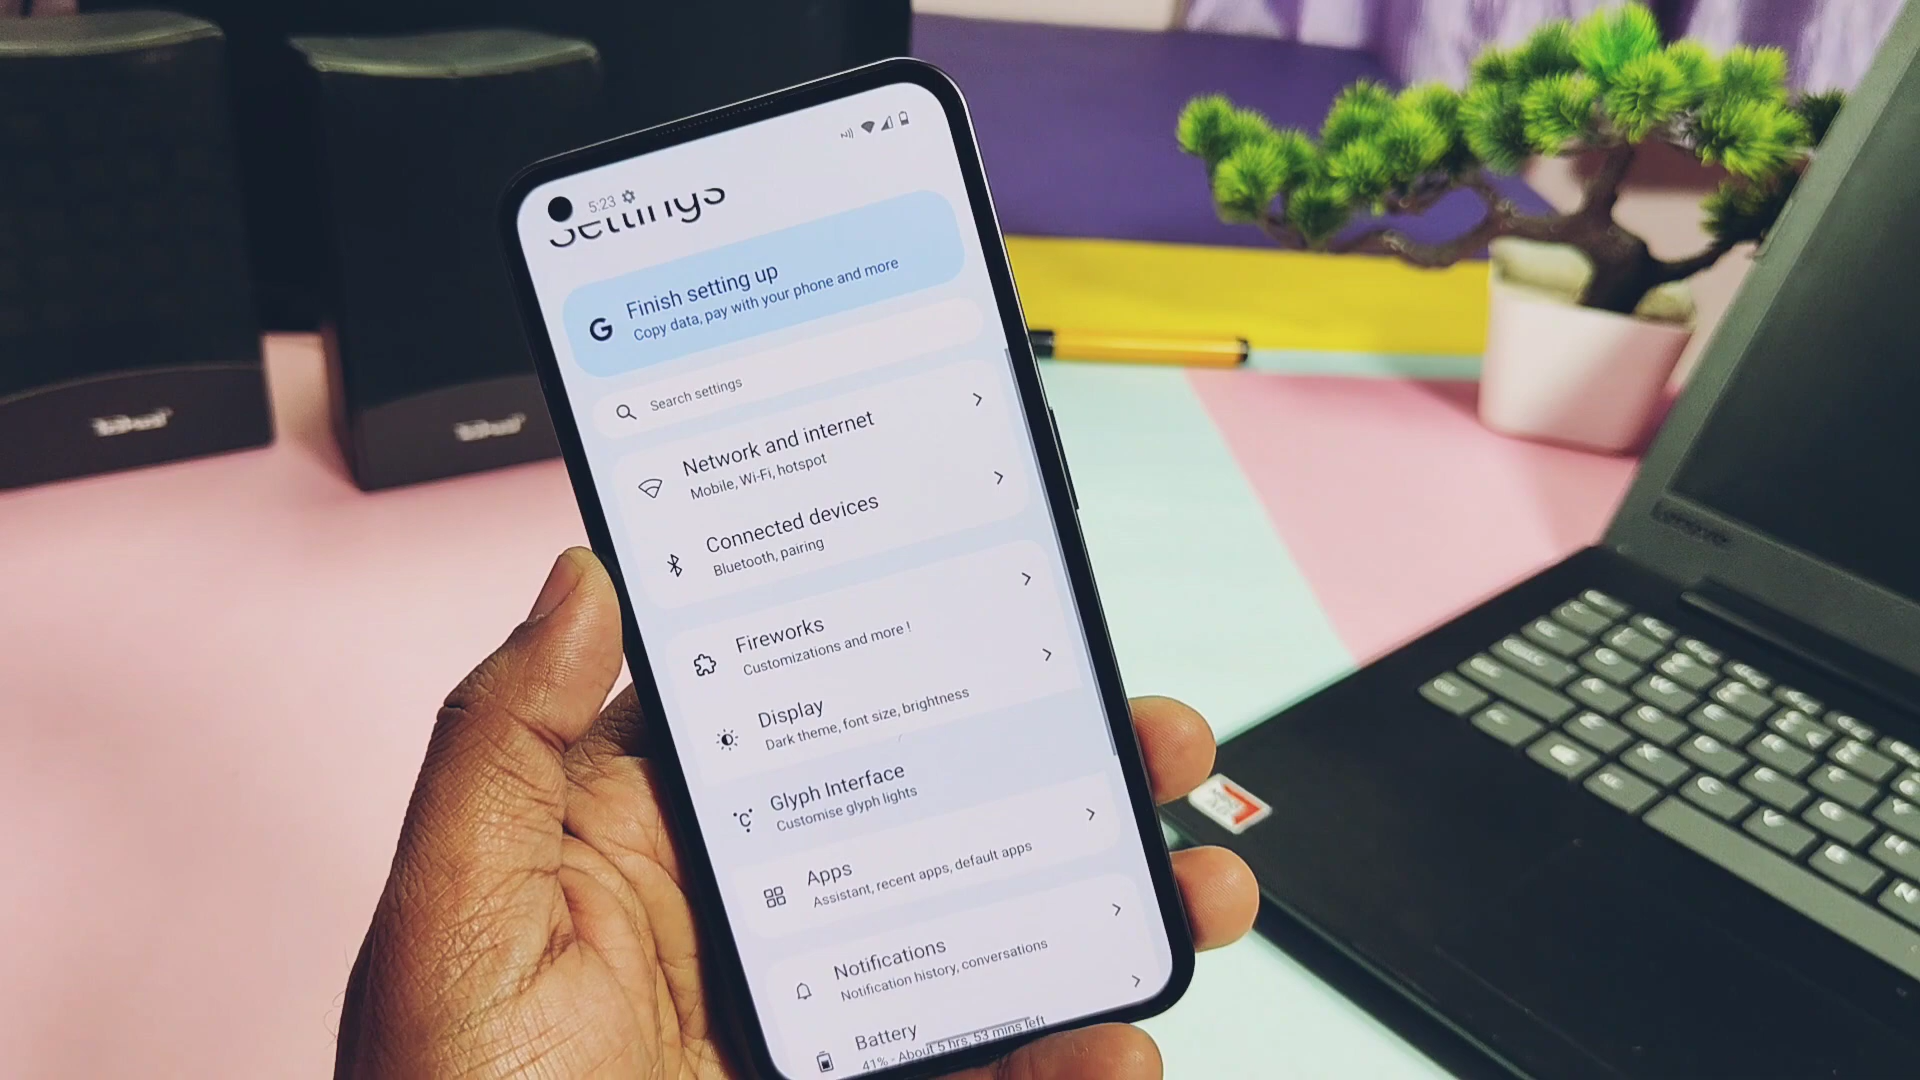 5:23
Settings
Finish setting up
Copy data, pay with your phone and more
Search settings
Network and internet
Mobile, Wi-Fi, hotspot
Connected devices
Bluetooth, pairing
Fireworks
Customizations and more !
Display
Dark theme, font size, brightness
Glyph Interface
Customise glyph lights
Apps
Assistant, recent apps, default apps
Notifications
Notification history, conversations
Battery
41% - About 5 hrs, 53 mins left